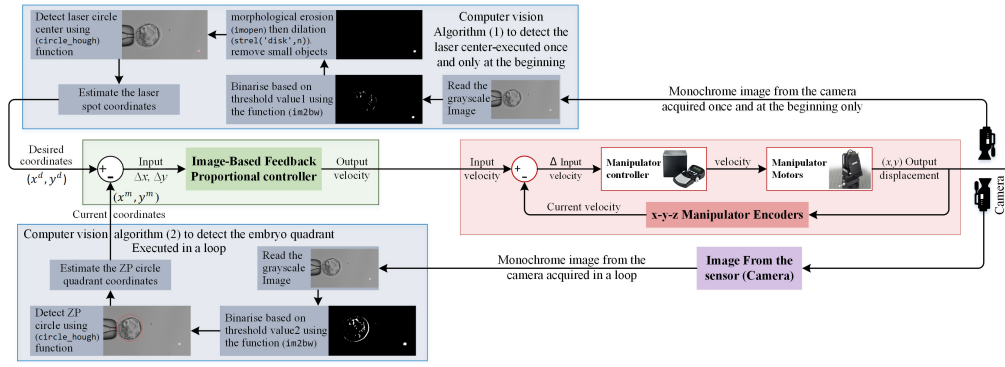 Detect laser circle
center using
(circle_hough)
function
morphological erosion
(imopen) then dilation
(strel('disk',n)),
remove small objects
Computer vision
Algorithm (1) to detect
the laser center-executed once
and only at the beginning
Estimate the laser
spot coordinates
Binarise based on
threshold value1 using
the function (im2bw)
Read the
grayscale
Image
Monochrome image from the camera
acquired once and at the beginning only
Desired
coordinates
(x^d, y^d)
+
−
Input
Δx, Δy
(x^m, y^m)
Current coordinates
Image-Based Feedback
Proportional controller
Output
velocity
Input
velocity
+
-
Δ Input
velocity
Manipulator
controller
velocity
Manipulator
Motors
(x,y) Output
displacement
Current velocity
x-y-z Manipulator Encoders
Camera
Computer vision algorithm (2) to detect the embryo quadrant
Executed in a loop
Estimate the ZP circle
quadrant coordinates
Read the
grayscale
Image
Monochrome image from the
camera acquired in a loop
Image From the
sensor (Camera)
Detect ZP
circle using
(circle_hough)
function
Binarise based on
threshold value2 using
the function (im2bw)